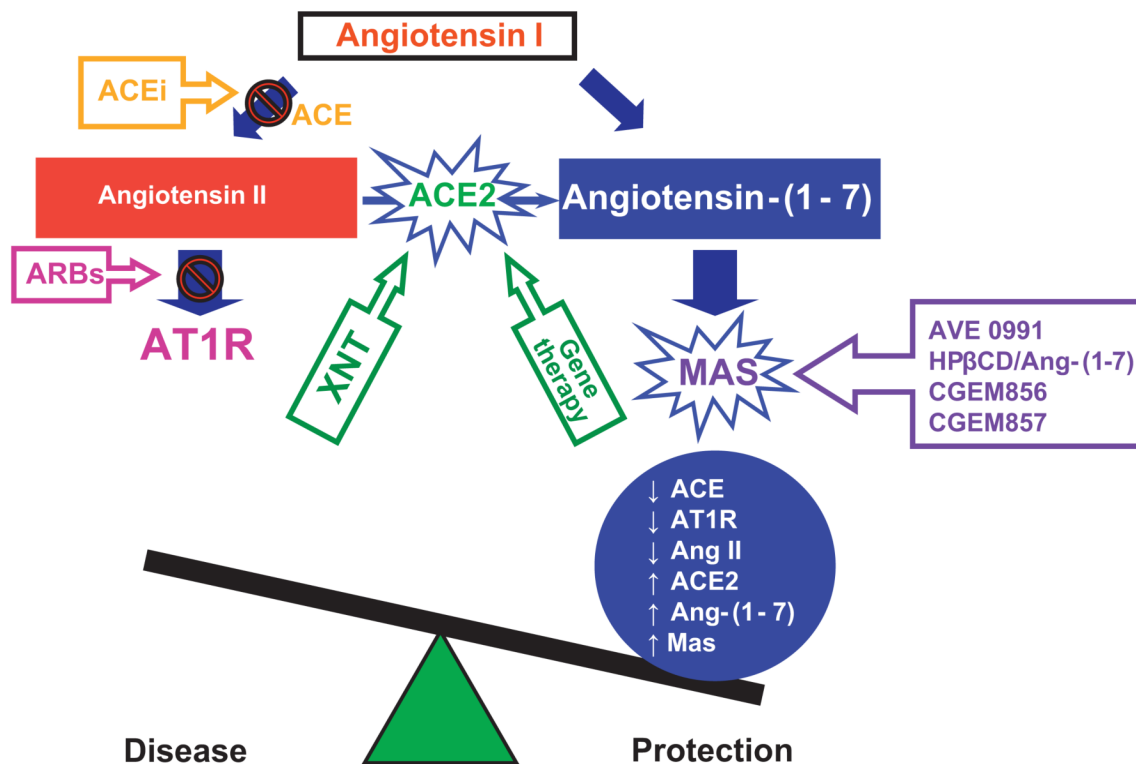 Angiotensin I
ACEi
ACE
Angiotensin II
ACE2
Angiotensin-(1-7)
ARBs
AT1R
XNT
Gene
therapy
MAS
AVE 0991
HPβCD/Ang-(1-7)
CGEM856
CGEM857
↓ ACE
↓ AT1R
↓ Ang II
↑ ACE2
↑ Ang-(1-7)
↑ Mas
Disease
Protection